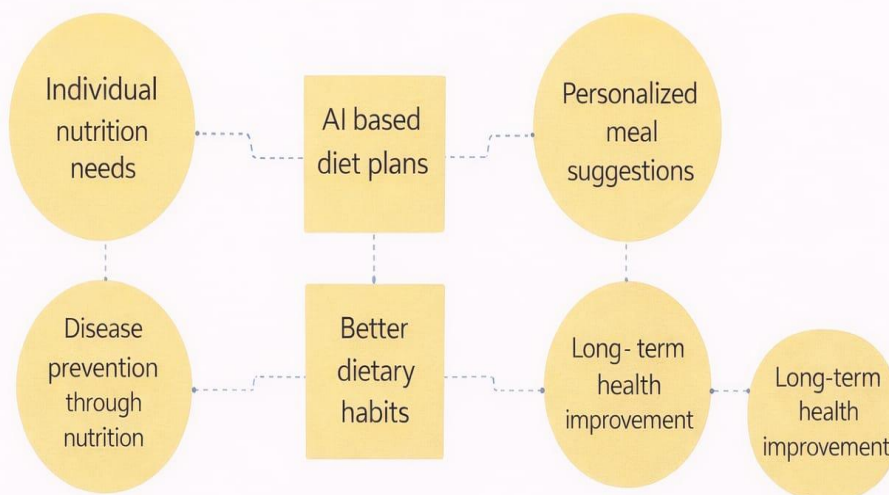 Individual
nutrition
needs
AI based
diet plans
Personalized
meal
suggestions
Disease
prevention
through
nutrition
Better
dietary
habits
Long- term
health
improvement
Long-term
health
improvement